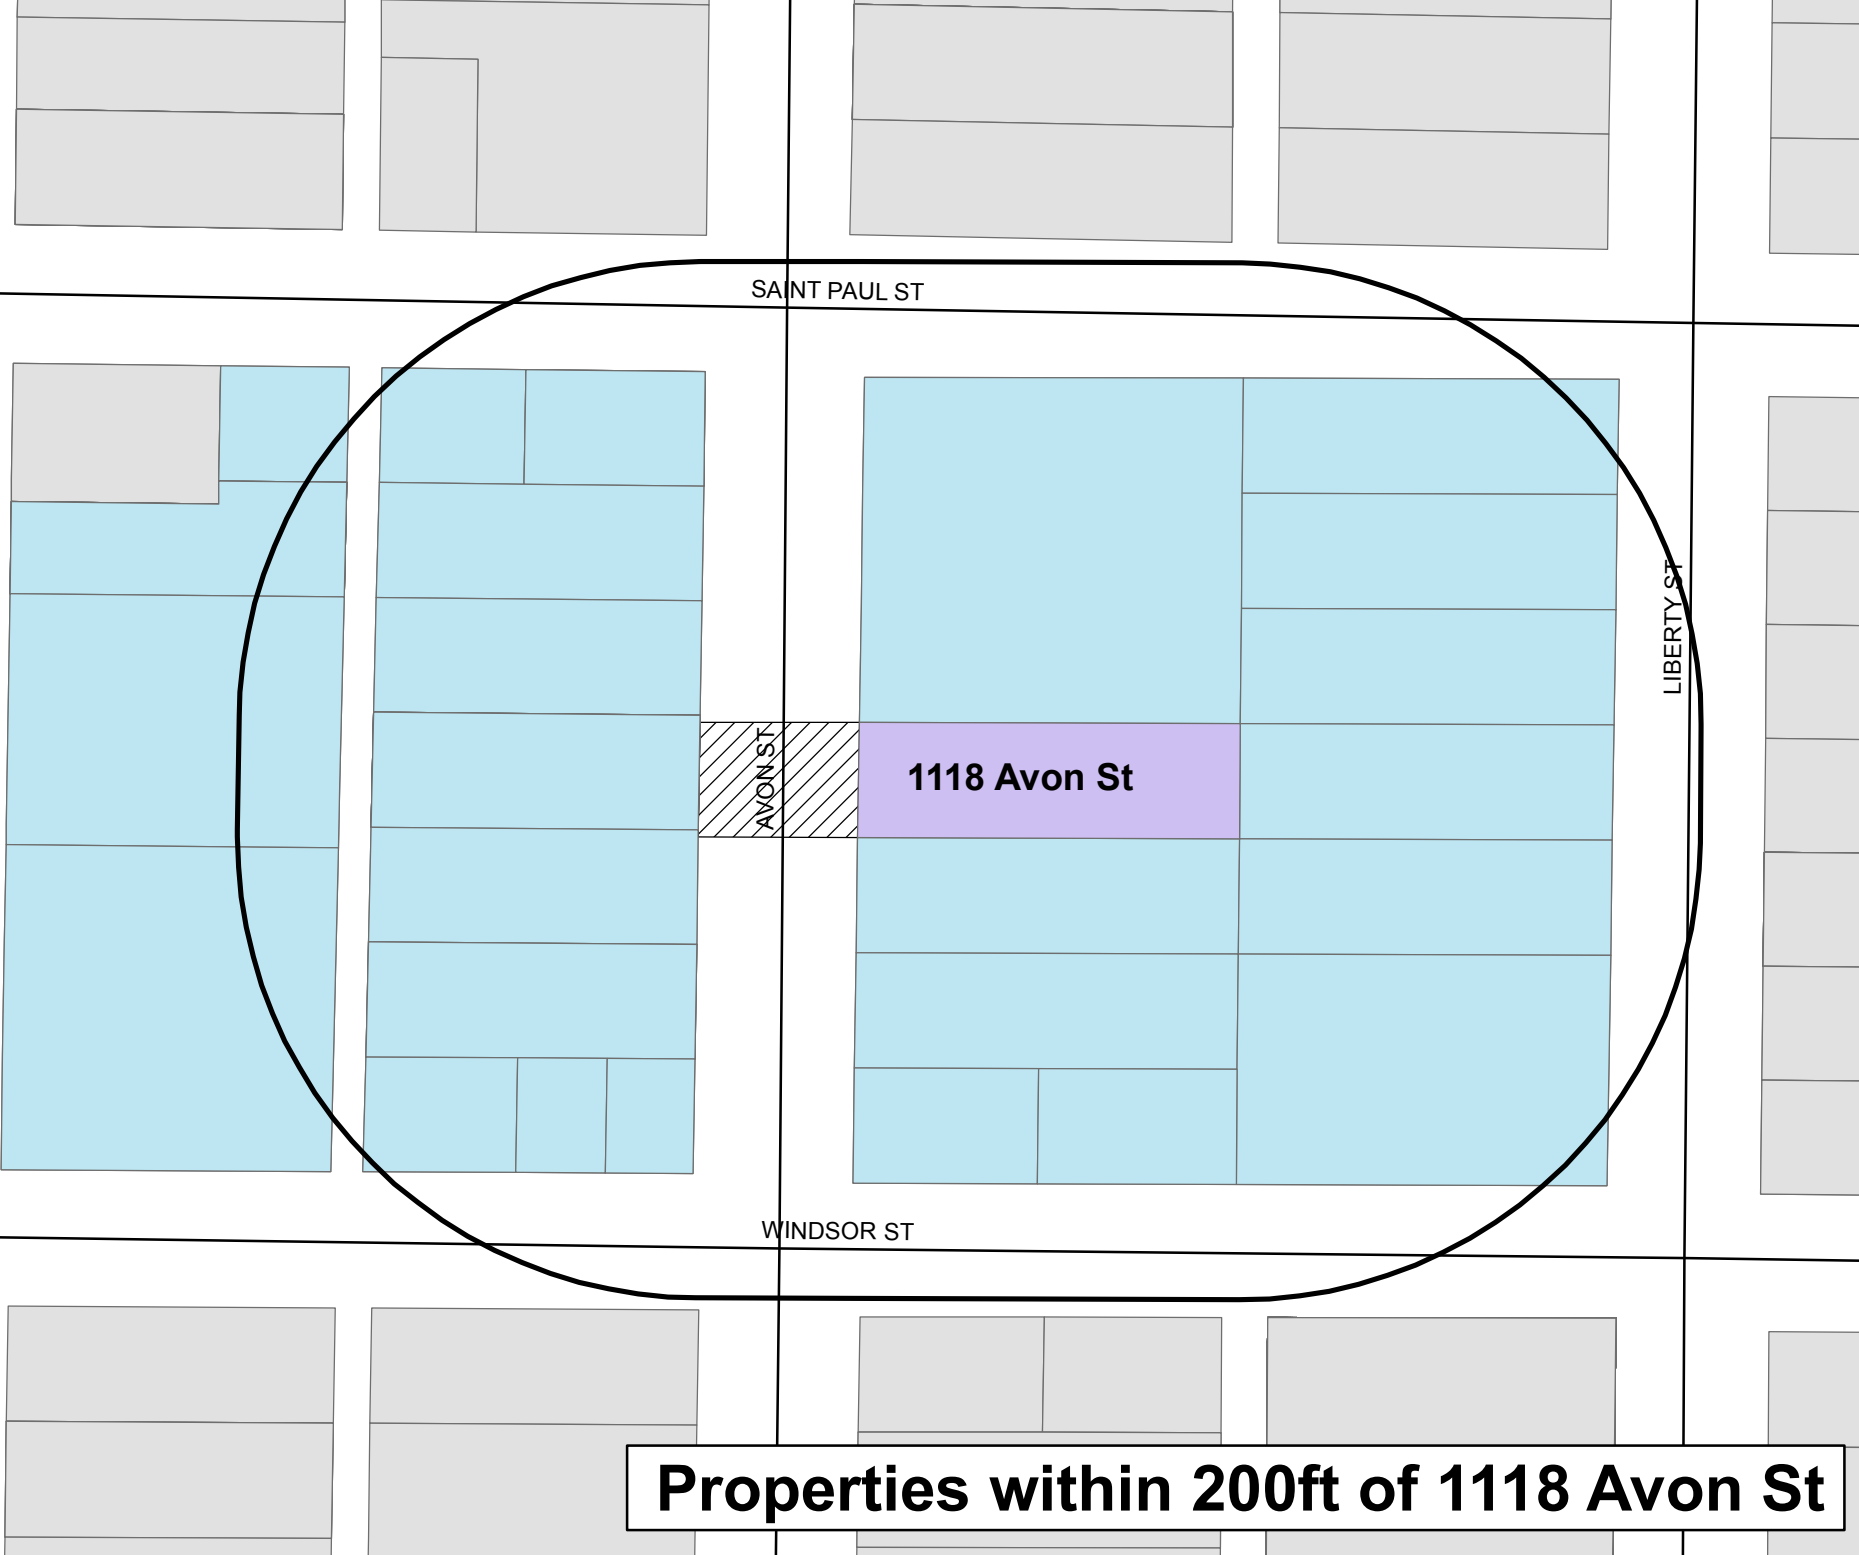 SAINT PAUL ST
LIBERTY ST
AVON ST
1118 Avon St
WINDSOR ST
Properties within 200ft of 1118 Avon St